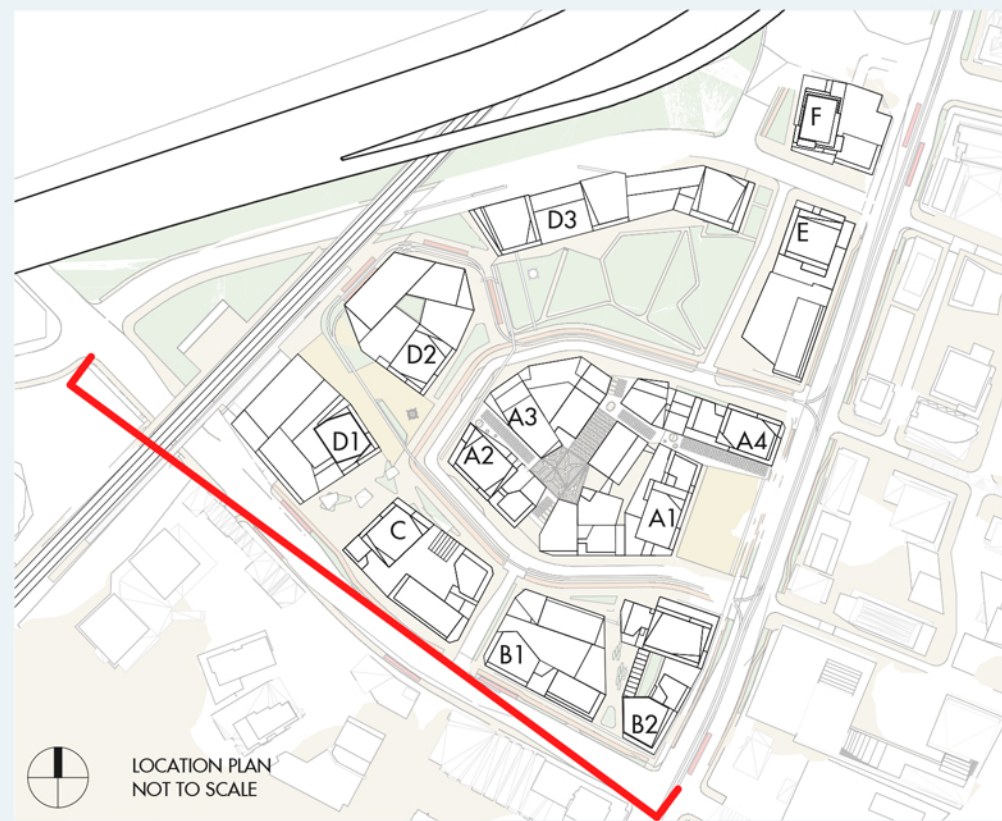 F
D3
E
D2
A3
D1
A2
A4
A1
C
B1
B2
LOCATION PLAN
NOT TO SCALE